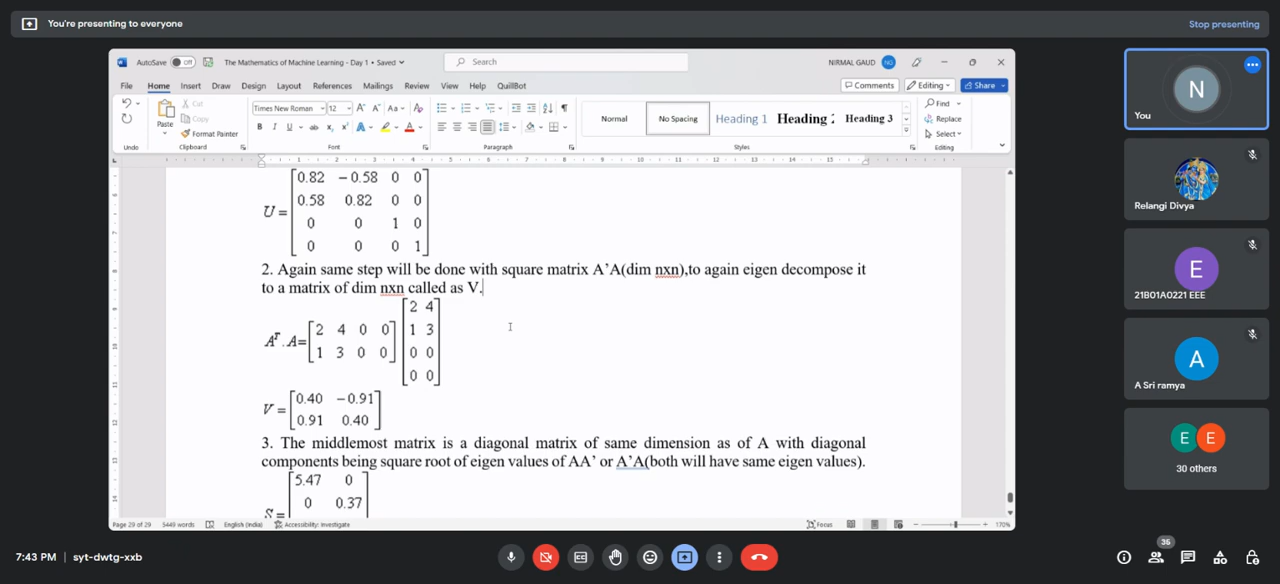 You're presenting to everyone
Stop presenting
AutoSave Off
The Mathematics of Machine Learning - Day 1 • Saved
Search
NIRMAL GAUD NG
File Home Insert Draw Design Layout References Mailings Review View Help QuillBot
Comments Editing Share
Paste Cut Copy Format Painter
Times New Roman 12
Normal No Spacing Heading 1 Heading 2 Heading 3
Find Replace Select
Undo Clipboard Font Paragraph Styles Editing
U = [0.82 −0.58 0 0
0.58 0.82 0 0
0 0 1 0
0 0 0 1]
2. Again same step will be done with square matrix A’A(dim nxn),to again eigen decompose it
to a matrix of dim nxn called as V.
Aᵀ.A= [2 4 0 0
1 3 0 0] [2 4
1 3
0 0
0 0]
V = [0.40 −0.91
0.91 0.40]
3. The middlemost matrix is a diagonal matrix of same dimension as of A with diagonal
components being square root of eigen values of AA’ or A’A(both will have same eigen values).
S = [5.47 0
0 0.37
Page 29 of 29 5449 words English (India) Accessibility: Investigate
Focus 170%
N
You
Relangi Divya
E
21B01A0221 EEE
A
A Sri ramya
E E
30 others
7:43 PM | syt-dwtg-xxb
35